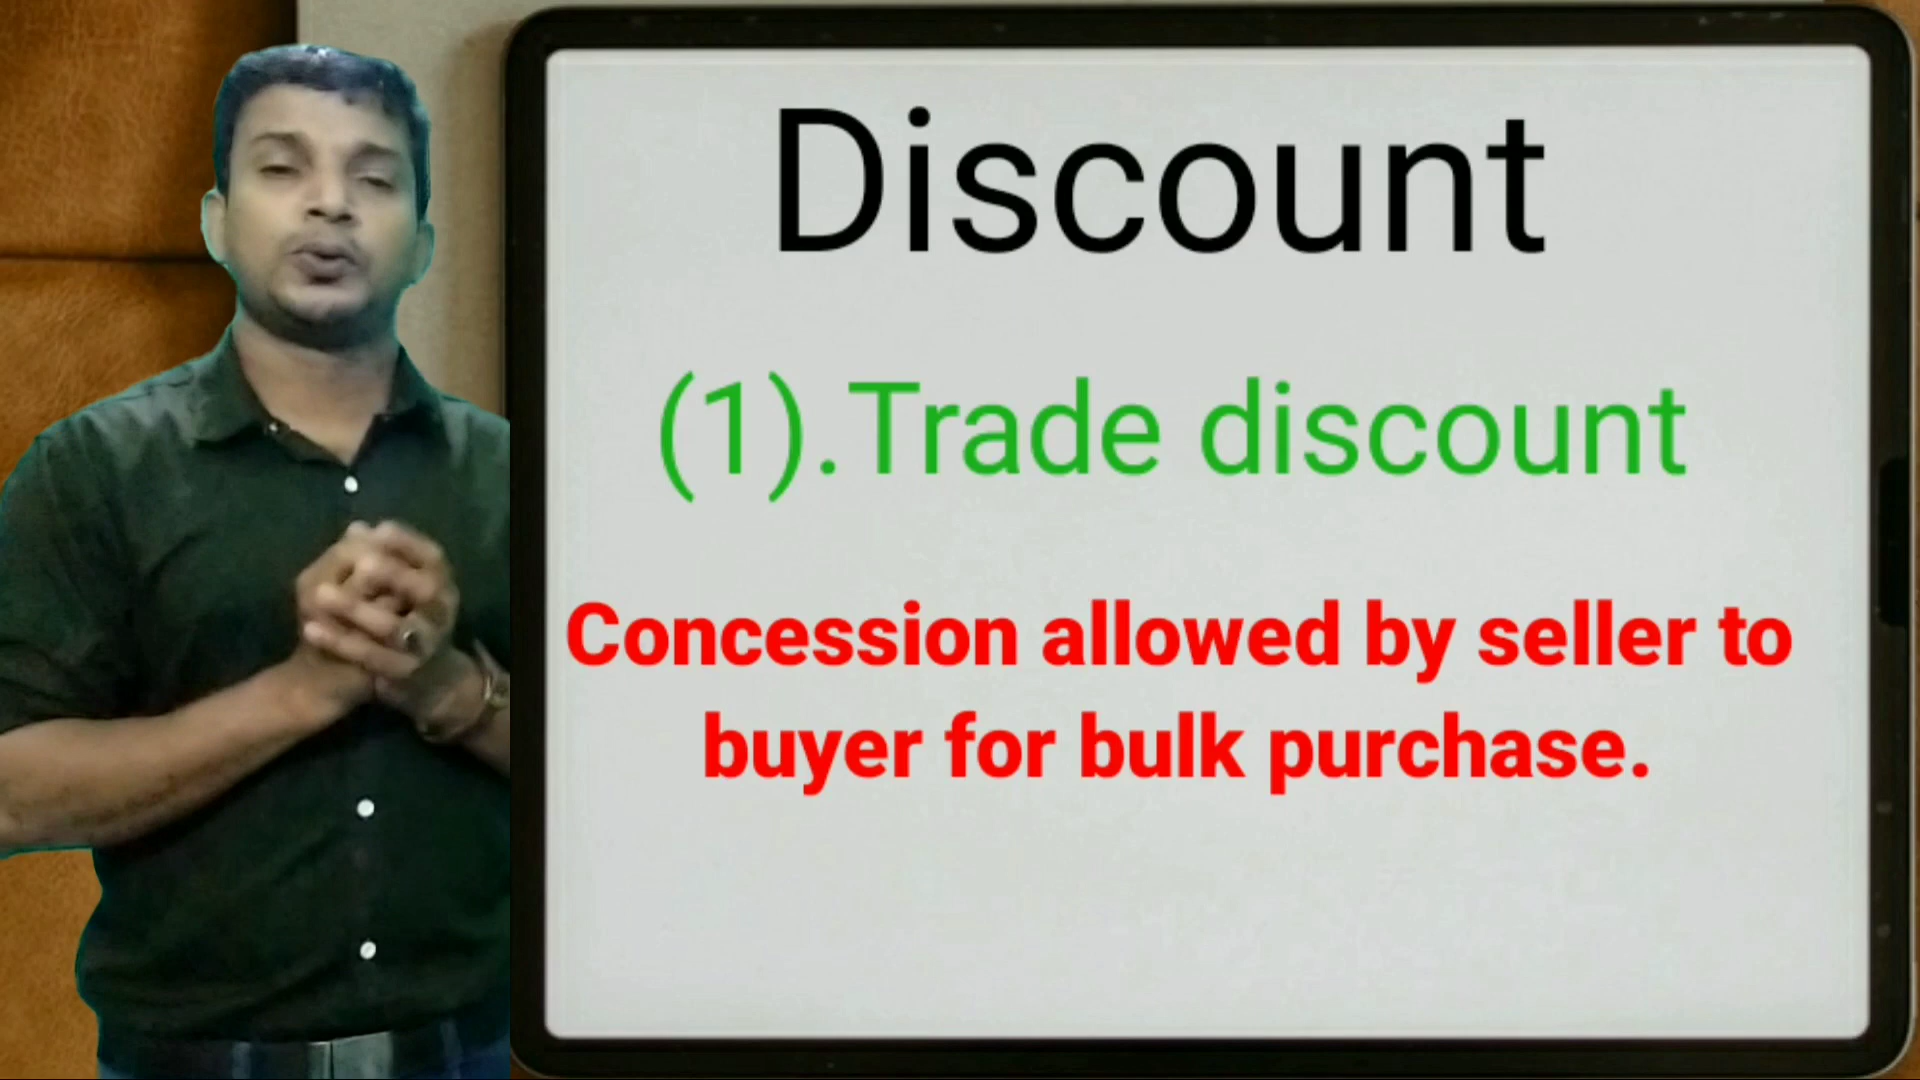 Discount
(1).Trade discount
Concession allowed by seller to
buyer for bulk purchase.